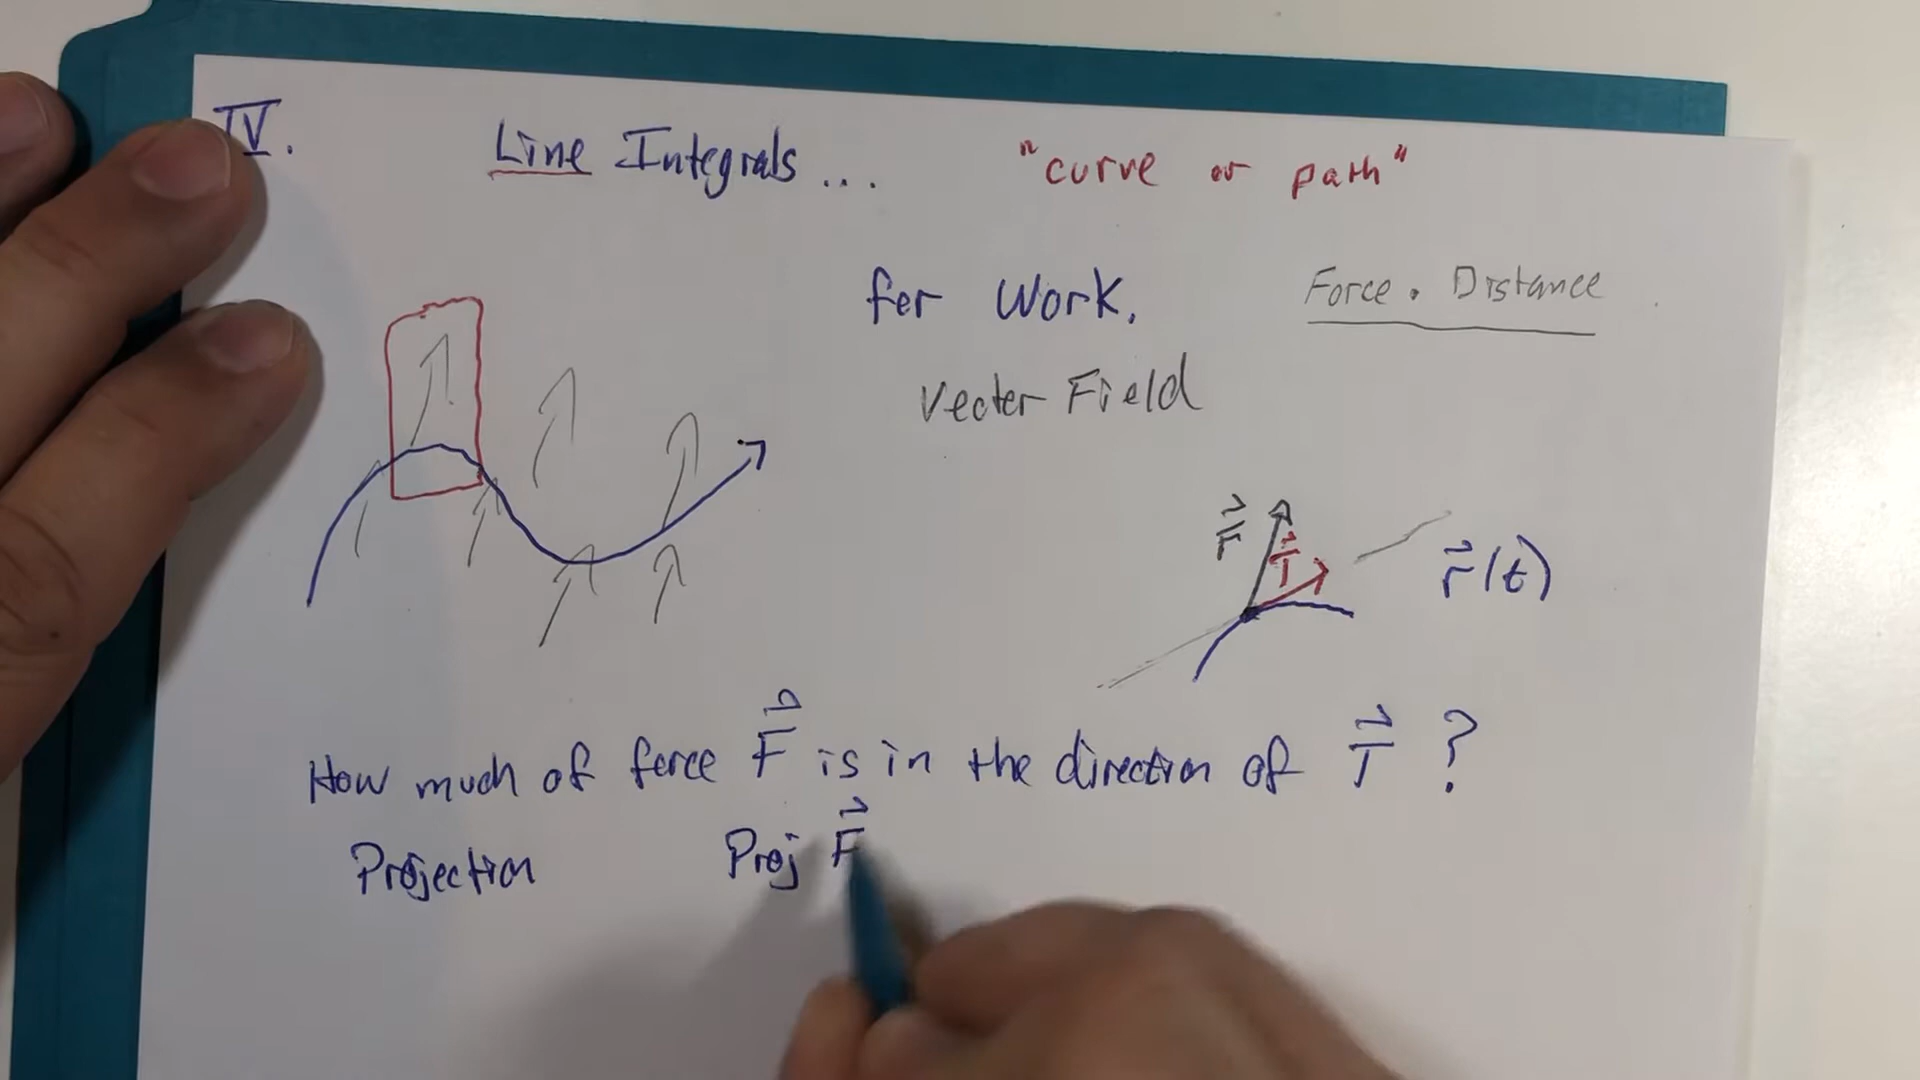 IV. Line Integrals... "curve or path"
for Work. Force . Distance
Vector Field
F⃗ T⃗ r⃗(t)
How much of force F⃗ is in the direction of T⃗ ?
Projection Proj F⃗